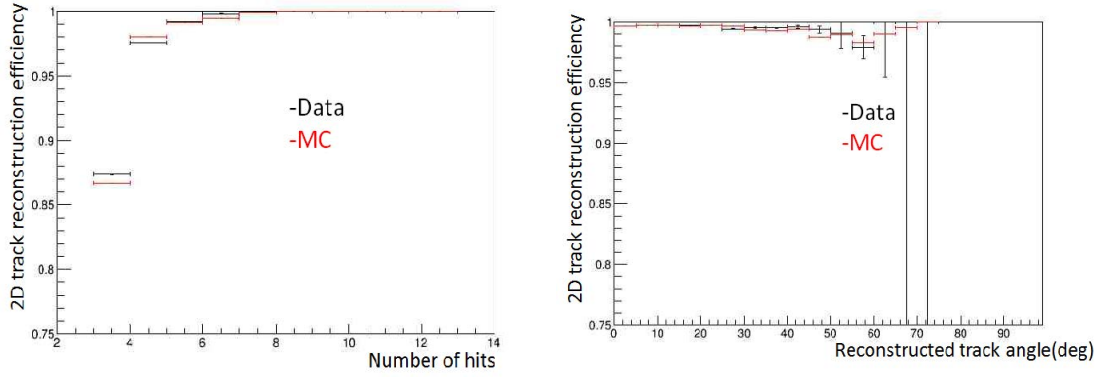 2D track reconstruction efficiency
1
0.95
0.9
0.85
0.8
0.75
2 4 6 8 10 12 14
Number of hits
-Data
-MC
2D track reconstruction efficiency
1
0.95
0.9
0.85
0.8
0.75
0 10 20 30 40 50 60 70 80 90
Reconstructed track angle(deg)
-Data
-MC